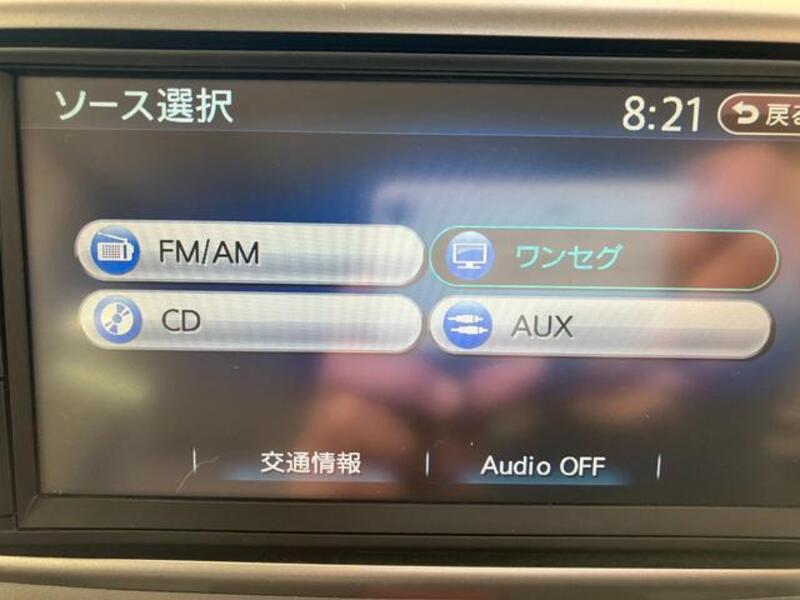 ソース選択
8:21
戻る
FM/AM
ワンセグ
CD
AUX
交通情報
Audio OFF